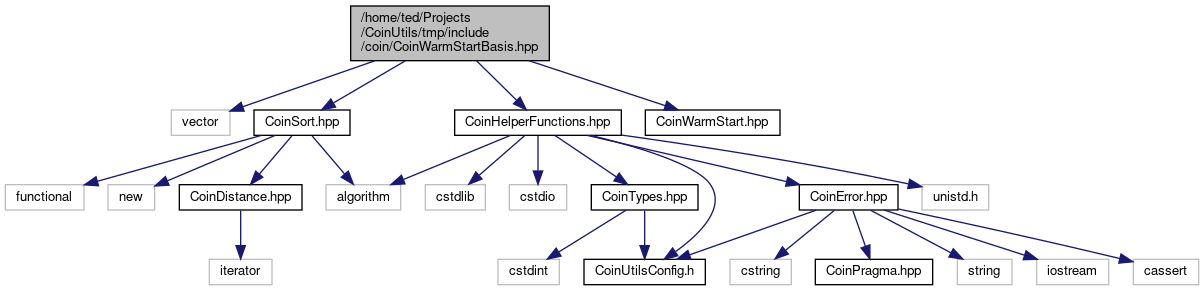 /home/ted/Projects
/CoinUtils/tmp/include
/coin/CoinWarmStartBasis.hpp
vector
CoinSort.hpp
CoinHelperFunctions.hpp
CoinWarmStart.hpp
functional
new
CoinDistance.hpp
algorithm
cstdlib
cstdio
CoinTypes.hpp
CoinError.hpp
unistd.h
iterator
cstdint
CoinUtilsConfig.h
cstring
CoinPragma.hpp
string
iostream
cassert